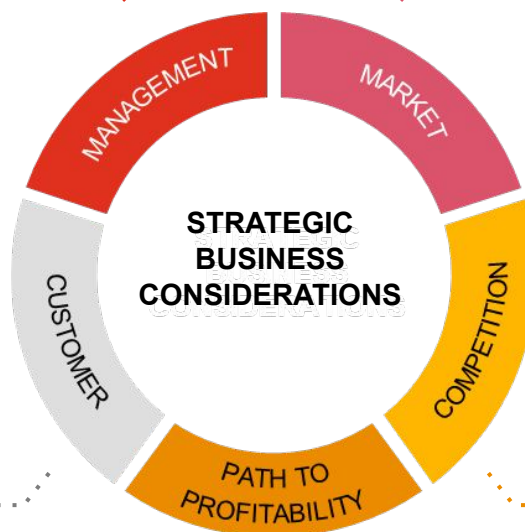 MANAGEMENT
MARKET
STRATEGIC
BUSINESS
CONSIDERATIONS
CUSTOMER
COMPETITION
PATH TO
PROFITABILITY